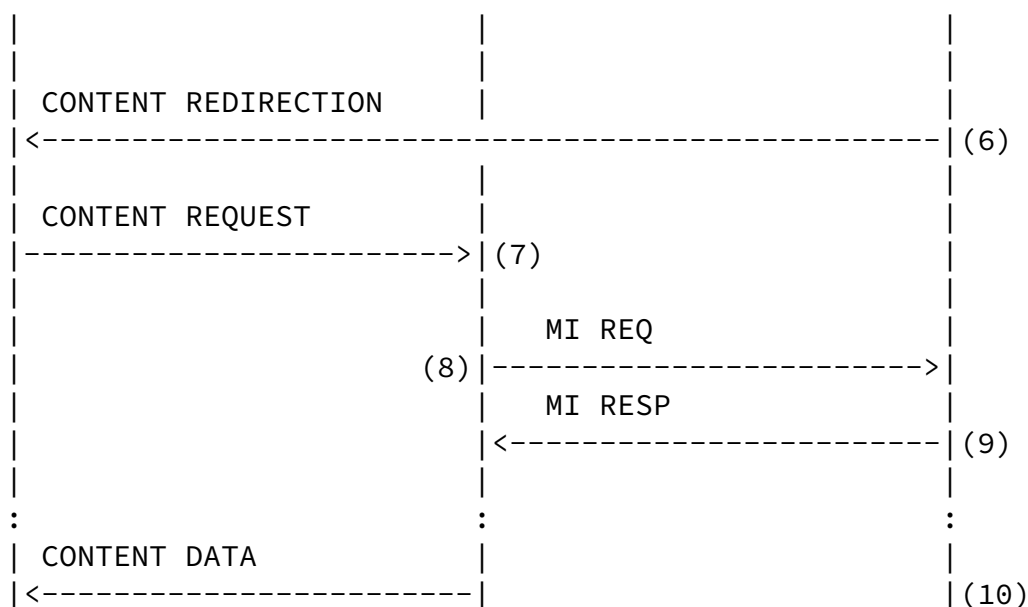 |                                |                                |
|                                |                                |
| CONTENT REDIRECTION            |                                |
|<---------------------------------------------------------------|(6)
|                                |                                |
| CONTENT REQUEST                |                                |
|------------------------------->|(7)                             |
|                                |                                |
|                                |    MI REQ                      |
|                             (8)|------------------------------->|
|                                |    MI RESP                     |
|                                |<-------------------------------|(9)
|                                |                                |
:                                :                                :
| CONTENT DATA                   |                                |
|<-------------------------------|                                |(10)